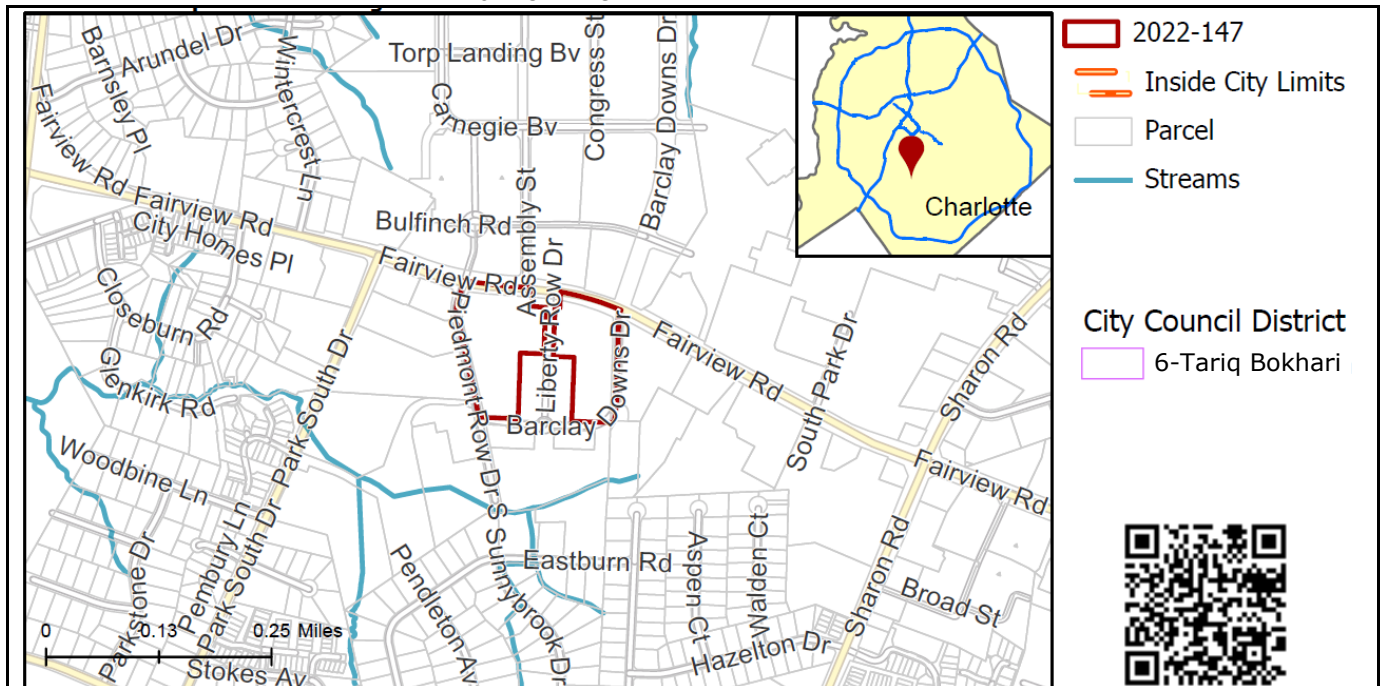 Arundel Dr
Barnsley Pl
Wintercrest Ln
Torp Landing Bv
Congress St
Barclay Downs Dr
Carnegie Bv
Fairview Rd
Fairview Rd
City Homes Pl
Bulfinch Rd
Assembly St
Fairview Rd
Liberty Row Dr
Piedmont Row Dr S
Closeburn Rd
Glenkirk Rd
Park South Dr
Barclay Downs Dr
Fairview Rd
South Park Dr
Sharon Rd
Fairview Rd
Woodbine Ln
Park South Dr
Pembury Ln
Parkstone Dr
Pendleton Av
Sunnybrook Dr
Eastburn Rd
Aspen Ct
Walden Ct
Sharon Rd
Broad St
Hazelton Dr
Stokes Av
0 0.13 0.25 Miles
Charlotte
2022-147
Inside City Limits
Parcel
Streams
City Council District
6-Tariq Bokhari